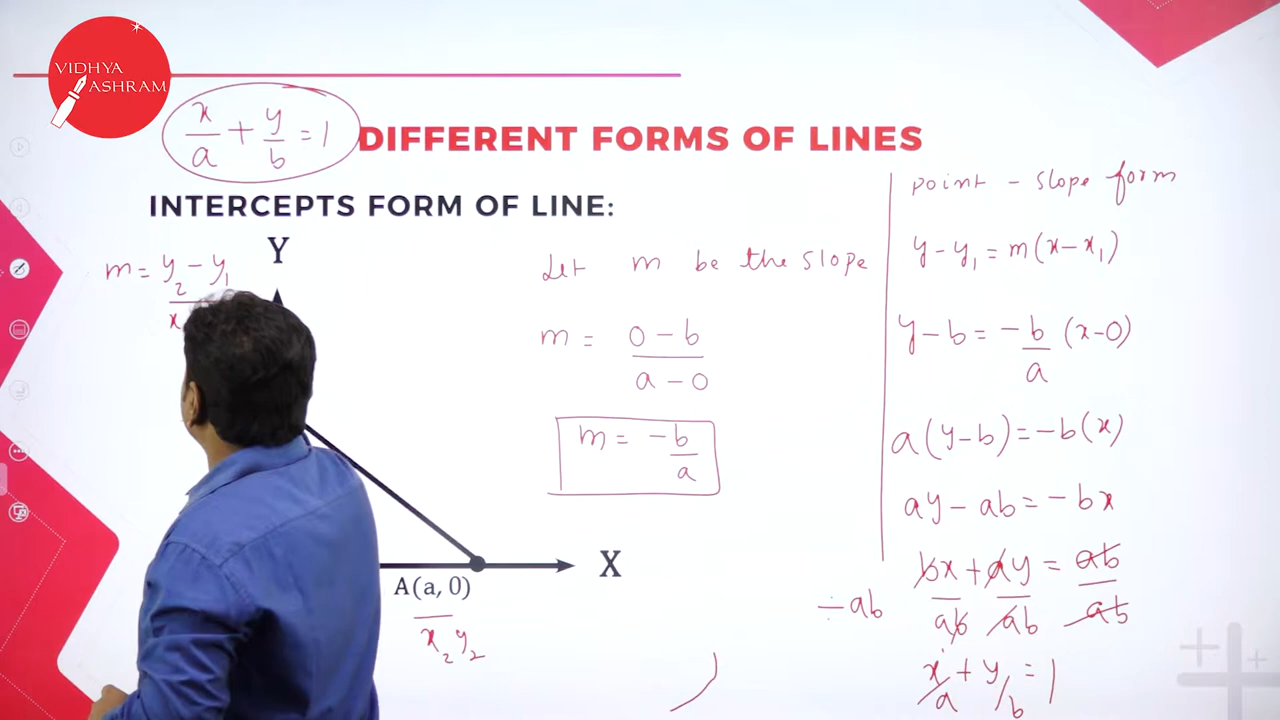 VIDHYA
ASHRAM
x/a + y/b = 1
DIFFERENT FORMS OF LINES
INTERCEPTS FORM OF LINE:
m = y₂ - y₁
x
Y
X
A(a, 0)
x₂ y₂
Let m be the slope
m = 0 - b / a - 0
m = -b/a
point - slope form
y - y₁ = m(x - x₁)
y - b = -b/a (x - 0)
a(y - b) = -b(x)
ay - ab = -bx
÷ab
bx/ab + ay/ab = ab/ab
x/a + y/b = 1